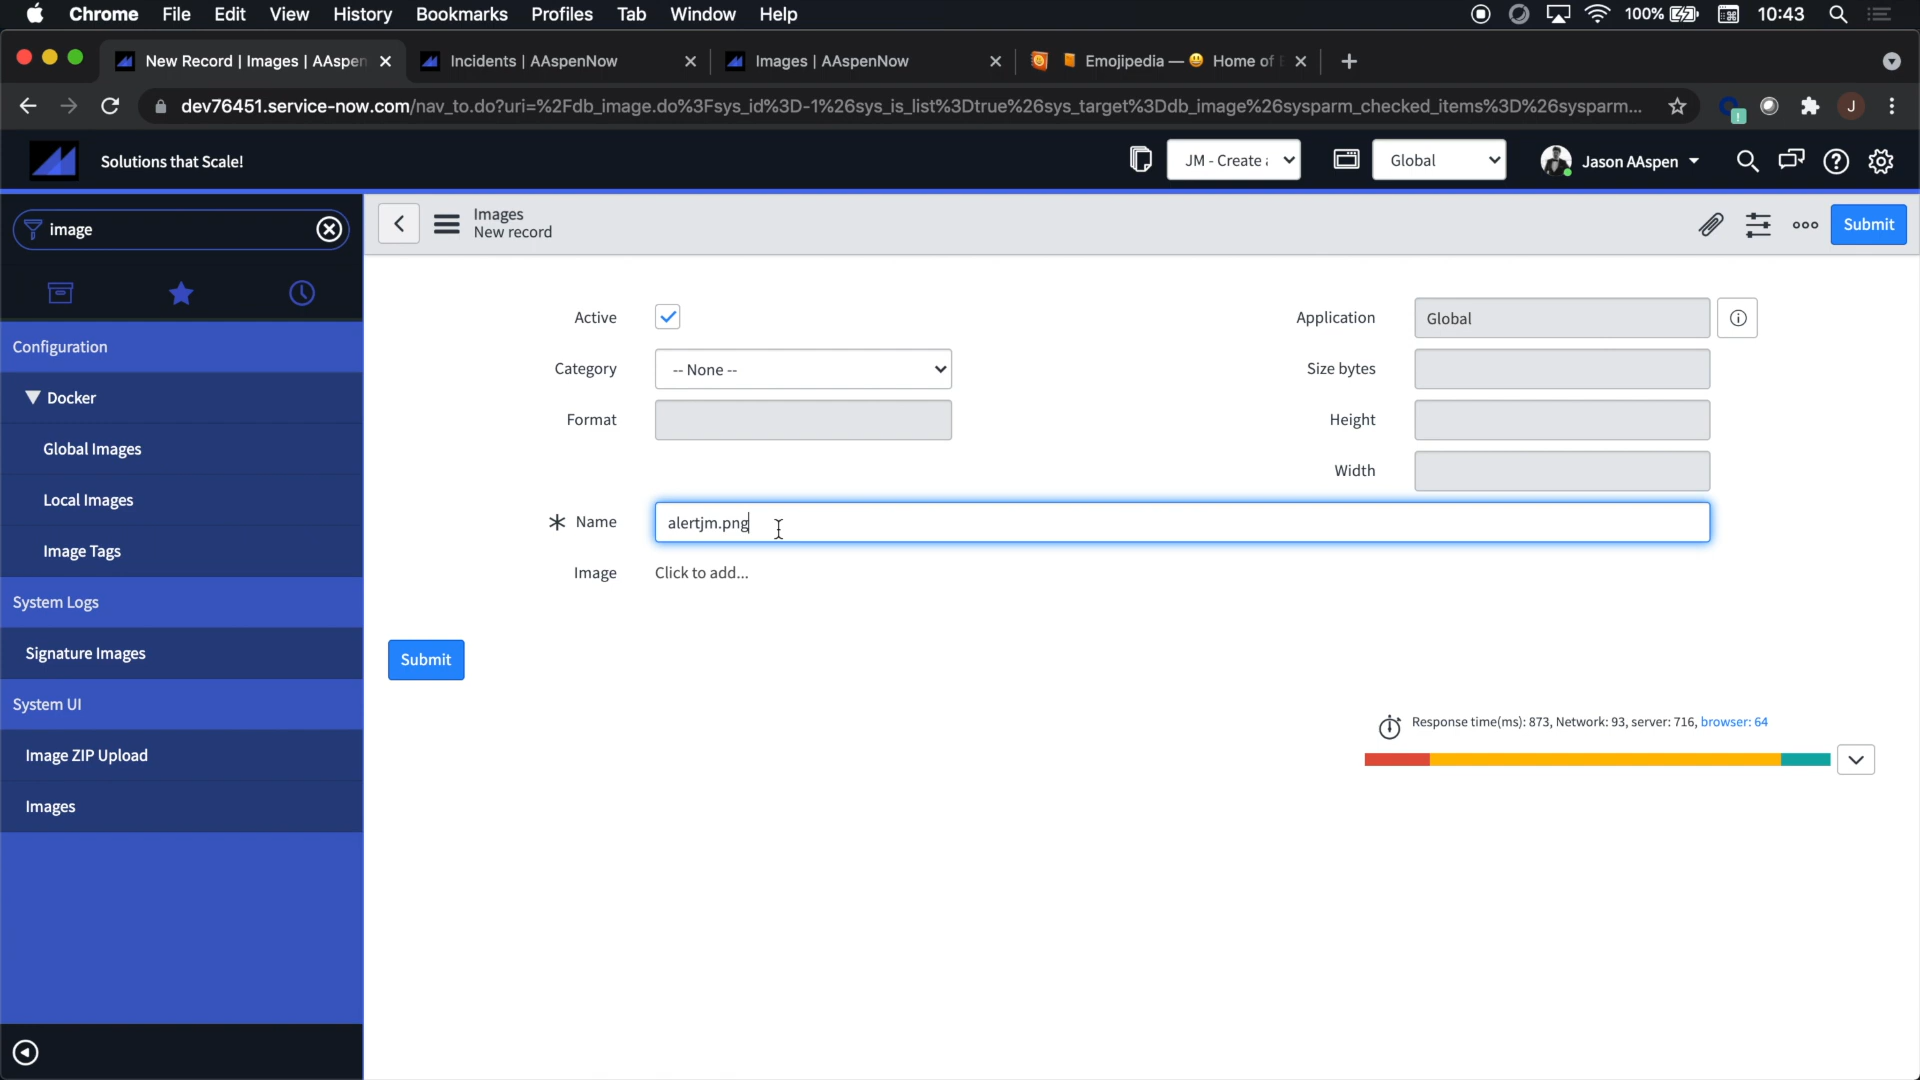 Chrome File Edit View History Bookmarks Profiles Tab Window Help 100% 10:43
New Record | Images | AAspen Incidents | AAspenNow Images | AAspenNow Emojipedia — 😃 Home of
dev76451.service-now.com/nav_to.do?uri=%2Fdb_image.do%3Fsys_id%3D-1%26sys_is_list%3Dtrue%26sys_target%3Ddb_image%26sysparm_checked_items%3D%26sysparm... J
Solutions that Scale! JM - Create Global Jason AAspen
image
Images
New record
Submit
Configuration
Docker
Global Images
Local Images
Image Tags
System Logs
Signature Images
System UI
Image ZIP Upload
Images
Active Application Global
Category -- None -- Size bytes
Format Height
Width
Name alertjm.png
Image Click to add...
Submit
Response time(ms): 873, Network: 93, server: 716, browser: 64